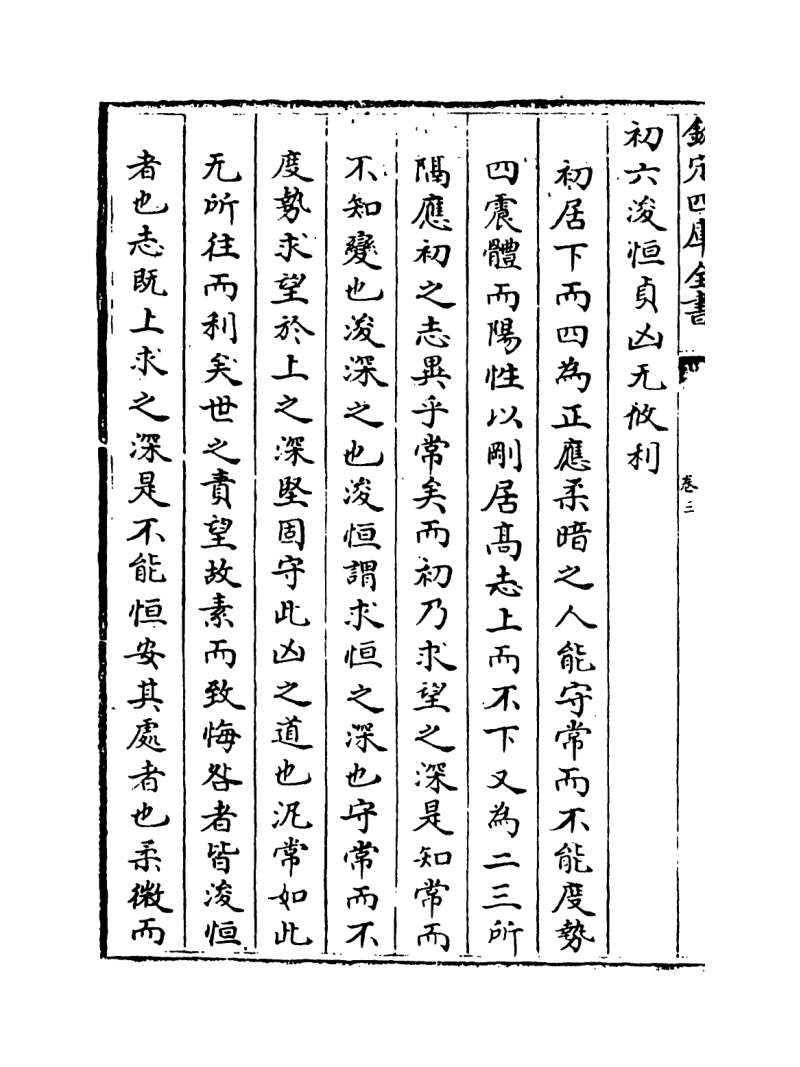 欽定四庫全書
卷三
初六浚恒貞凶无攸利
初居下而四為正應柔暗之人能守常而不能度勢
四震體而陽性以剛居高志上而不下又為二三所
隔應初之志異乎常矣而初乃求望之深是知常而
不知變也浚深之也浚恒謂求恒之深也守常而不
度勢求望於上之深堅固守此凶之道也泥常如此
无所往而利矣世之責望故素而致悔咎者皆浚恒
者也志既上求之深是不能恒安其處者也柔微而